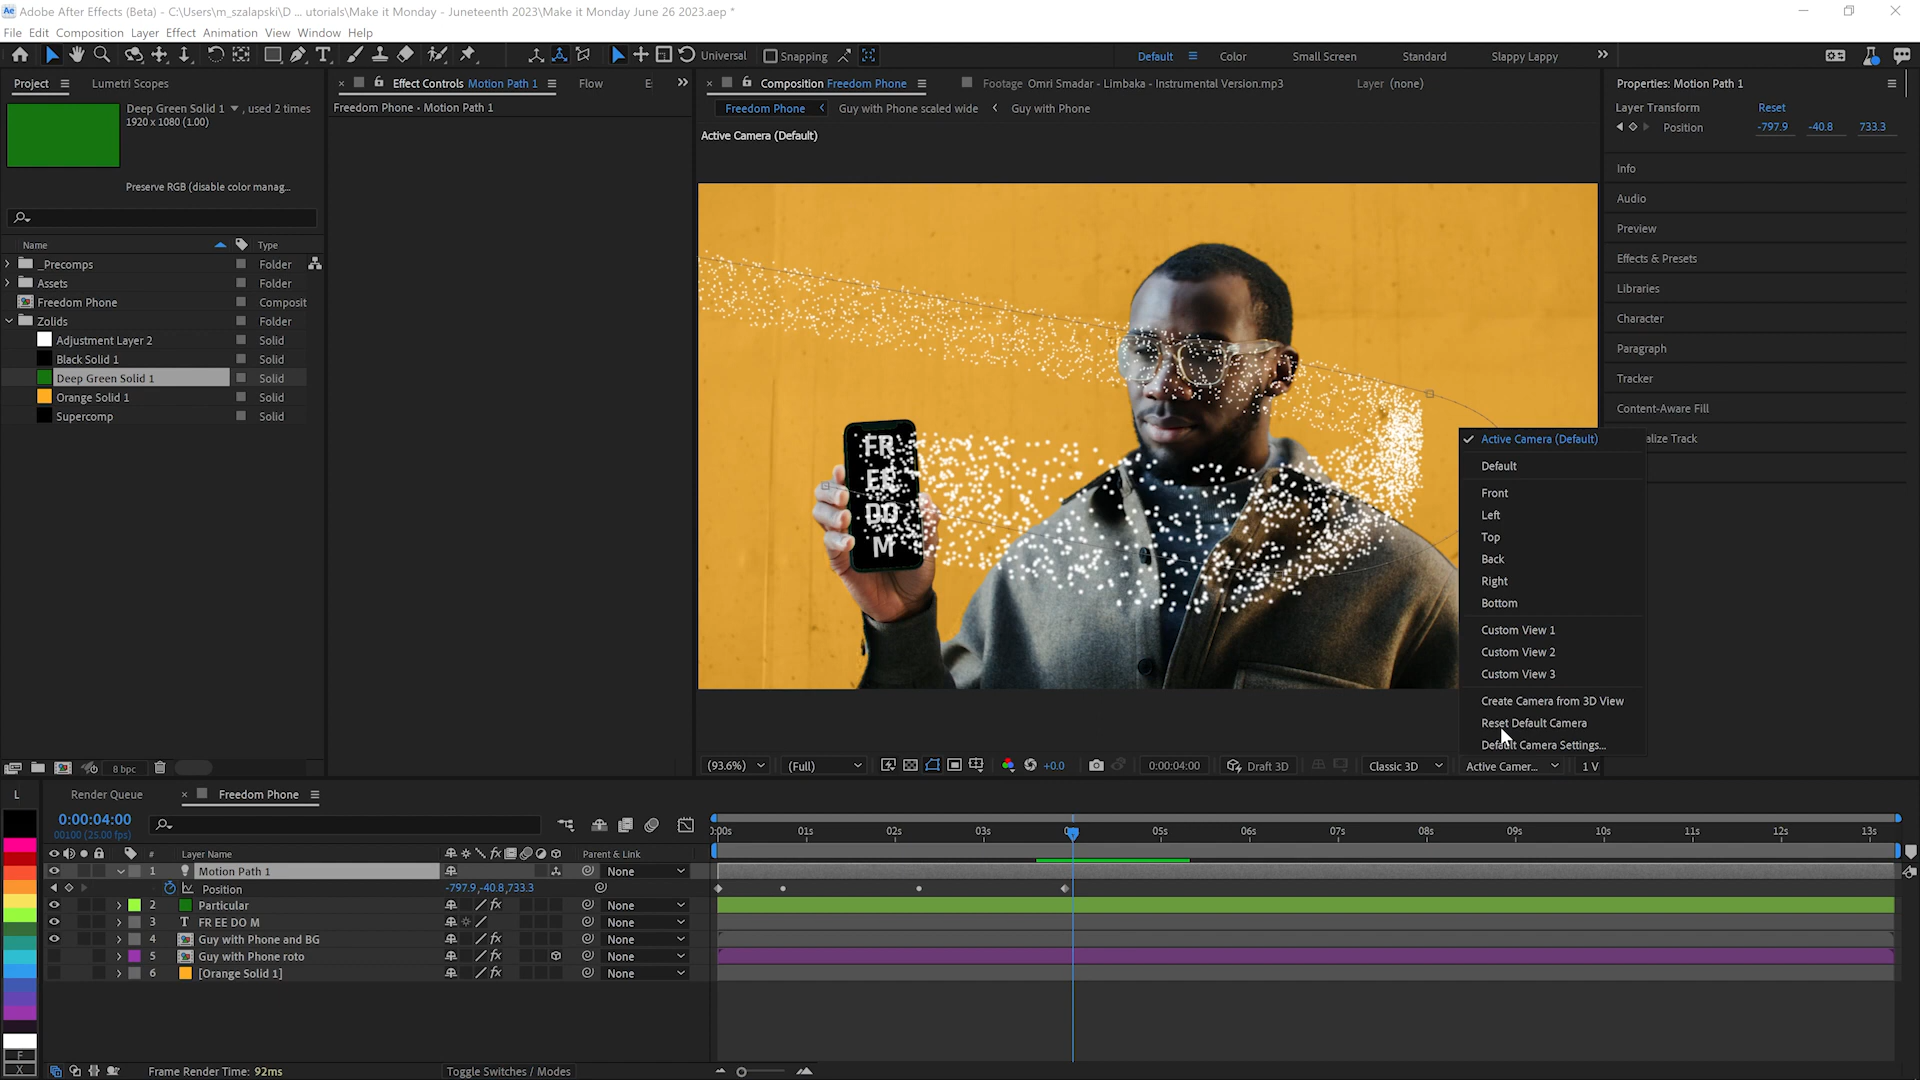 Adobe After Effects (Beta) - C:\Users\m_szalapski\D ... utorials\Make it Monday - Juneteenth 2023\Make it Monday June 26 2023.aep *
File Edit Composition Layer Effect Animation View Window Help
Universal Snapping Default Color Small Screen Standard Slappy Lappy
Project Lumetri Scopes
Deep Green Solid 1 , used 2 times
1920 x 1080 (1.00)
Preserve RGB (disable color manag...
Name Type
_Precomps Folder
Assets Folder
Freedom Phone Composit
Zolids Folder
Adjustment Layer 2 Solid
Black Solid 1 Solid
Deep Green Solid 1 Solid
Orange Solid 1 Solid
Supercomp Solid
8 bpc
Effect Controls Motion Path 1 Flow E
Freedom Phone • Motion Path 1
Composition Freedom Phone Footage Omri Smadar - Limbaka - Instrumental Version.mp3 Layer (none)
Freedom Phone Guy with Phone scaled wide Guy with Phone
Active Camera (Default)
FR
EE
DO
M
Active Camera (Default)
Default
Front
Left
Top
Back
Right
Bottom
Custom View 1
Custom View 2
Custom View 3
Create Camera from 3D View
Reset Default Camera
Default Camera Settings...
(93.6%) (Full) +0.0 0:00:04:00 Draft 3D Classic 3D Active Camer... 1 V
Properties: Motion Path 1
Layer Transform Reset
Position -797.9 -40.8 733.3
Info
Audio
Preview
Effects & Presets
Libraries
Character
Paragraph
Tracker
Content-Aware Fill
alize Track
L Render Queue Freedom Phone
0:00:04:00
00100 (25.00 fps)
# Layer Name Parent & Link
1 Motion Path 1 None
Position -797.9,-40.8,733.3
2 Particular None
3 T FR EE DO M None
4 Guy with Phone and BG None
5 Guy with Phone roto None
6 [Orange Solid 1] None
0:00s 01s 02s 03s 05s 06s 07s 08s 09s 10s 11s 12s 13s
F
X
Frame Render Time: 92ms Toggle Switches / Modes